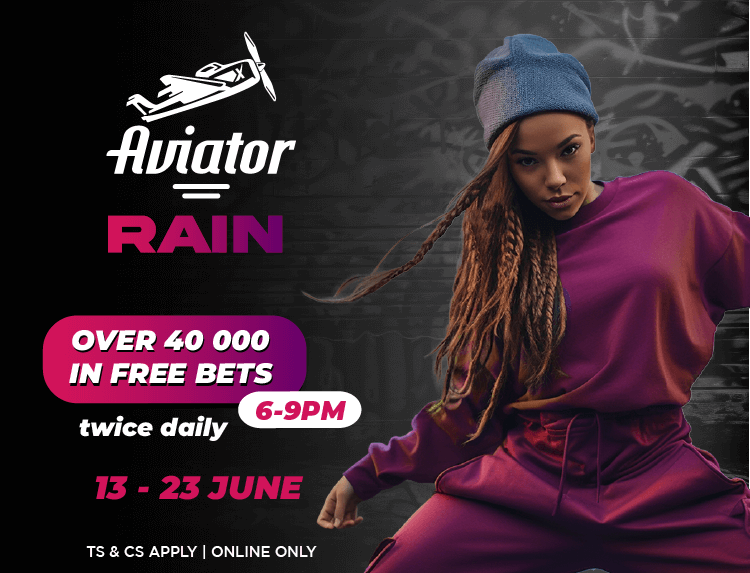 Aviator
RAIN
OVER 40 000
IN FREE BETS
6-9PM
twice daily
13 - 23 JUNE
TS & CS APPLY | ONLINE ONLY